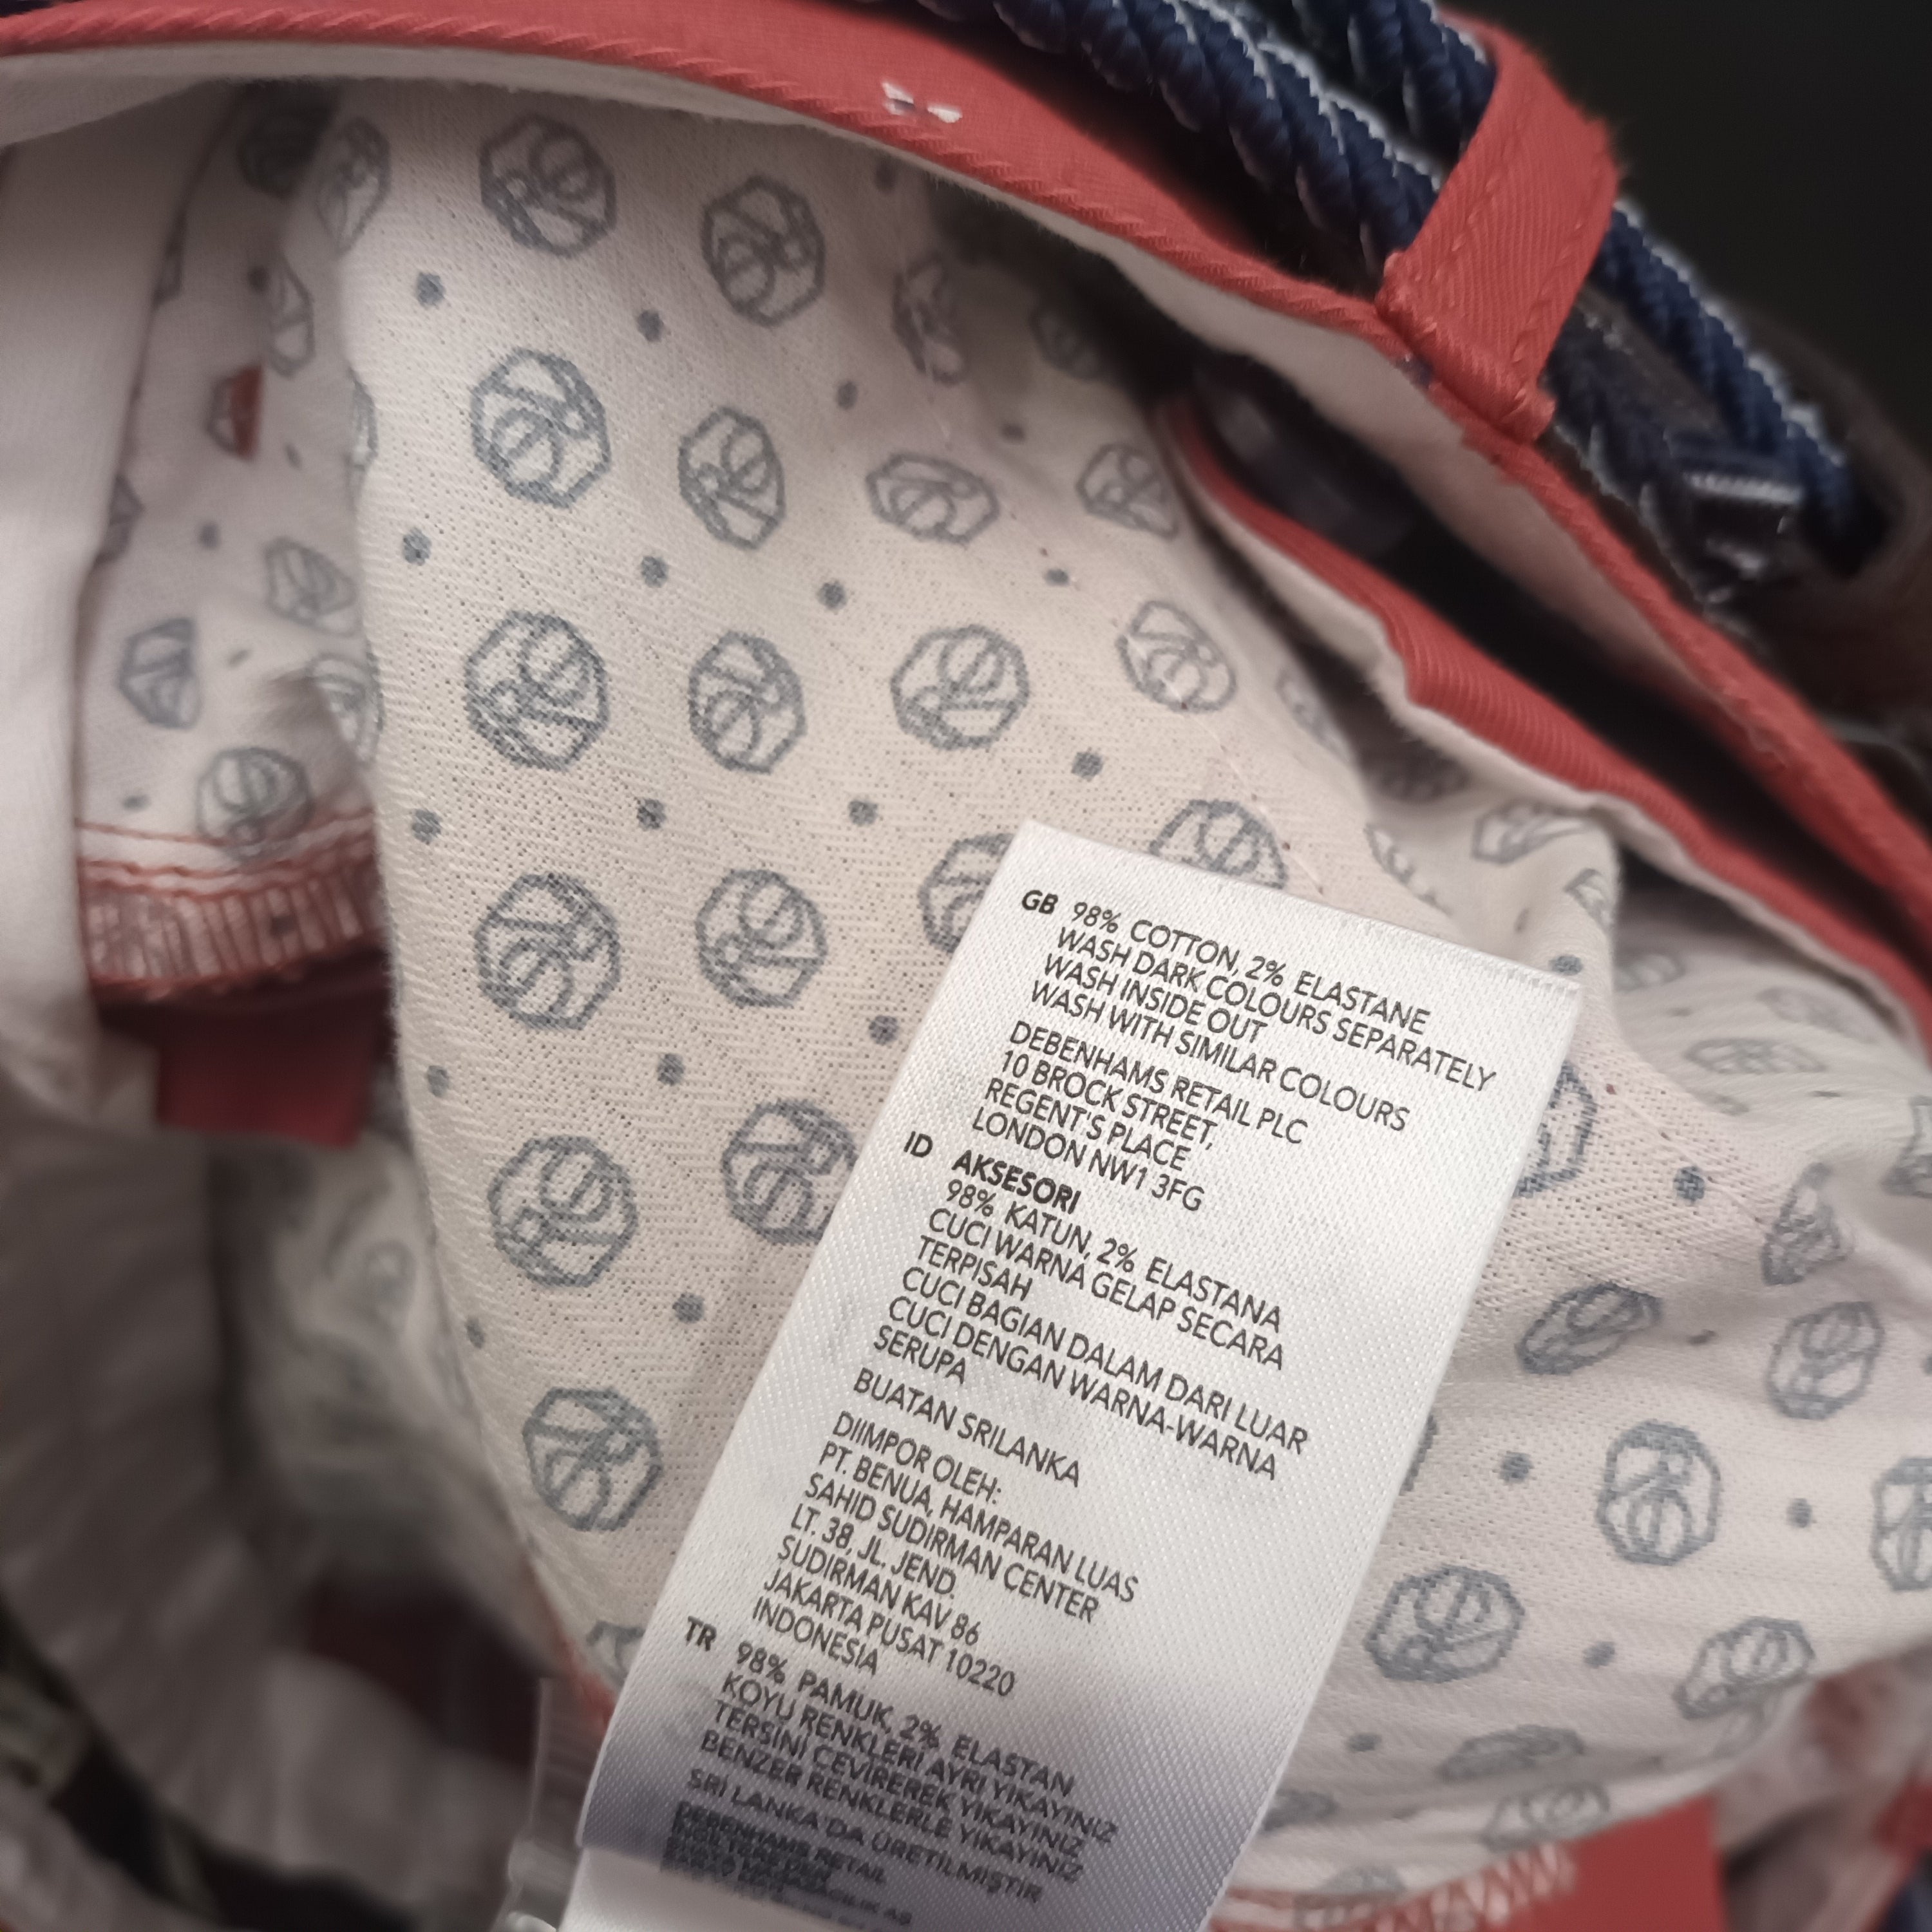 GB 98% COTTON, 2% ELASTANE
WASH DARK COLOURS SEPARATELY
WASH INSIDE OUT
WASH WITH SIMILAR COLOURS
DEBENHAMS RETAIL PLC
10 BROCK STREET,
REGENT'S PLACE
LONDON NW1 3FG
ID AKSESORI
98% KATUN, 2% ELASTANA
CUCI WARNA GELAP SECARA
TERPISAH
CUCI BAGIAN DALAM DARI LUAR
CUCI DENGAN WARNA-WARNA
SERUPA
BUATAN SRILANKA
DIIMPOR OLEH:
PT. BENUA, HAMPARAN LUAS
SAHID SUDIRMAN CENTER
LT. 38, JL. JEND.
SUDIRMAN KAV 86
JAKARTA PUSAT 10220
INDONESIA
TR 98% PAMUK, 2% ELASTAN
KOYU RENKLERİ AYRI YIKAYINIZ
TERSİNİ ÇEVİREREK YIKAYINIZ
BENZER RENKLERLE YIKAYINIZ
SRİ LANKA'DA ÜRETİLMİŞTİR
DEBENHAMS RETAIL